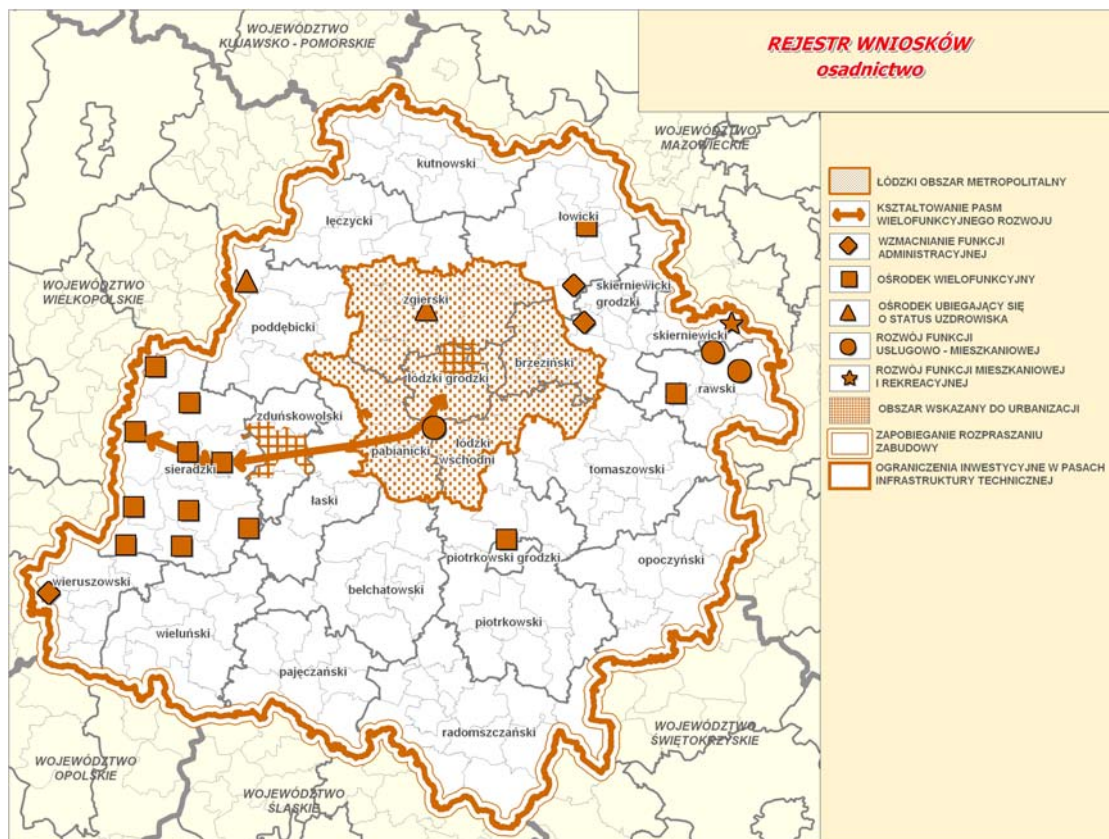 REJESTR WNIOSKÓW
osadnictwo
WOJEWÓDZTWO
KUJAWSKO - POMORSKIE
WOJEWÓDZTWO
MAZOWIECKIE
WOJEWÓDZTWO
WIELKOPOLSKIE
kutnowski
łęczycki
łowicki
skierniewicki
grodzki
zgierski
poddębicki
skierniewicki
brzeziński
łódzki grodzki
rawski
zduńskowolski
sieradzki
pabianicki
łódzki
wschodni
tomaszowski
łaski
piotrkowski grodzki
opoczyński
wieruszowski
bełchatowski
wieluński
piotrkowski
pajęczański
radomszczański
WOJEWÓDZTWO
OPOLSKIE
WOJEWÓDZTWO
ŚLĄSKIE
WOJEWÓDZTWO
ŚWIĘTOKRZYSKIE
ŁÓDZKI OBSZAR METROPOLITALNY
KSZTAŁTOWANIE PASM
WIELOFUNKCYJNEGO ROZWOJU
WZMACNIANIE FUNKCJI
ADMINISTRACYJNEJ
OŚRODEK WIELOFUNKCYJNY
OŚRODEK UBIEGAJĄCY SIĘ
O STATUS UZDROWISKA
ROZWÓJ FUNKCJI
USŁUGOWO - MIESZKANIOWEJ
ROZWÓJ FUNKCJI MIESZKANIOWEJ
I REKREACYJNEJ
OBSZAR WSKAZANY DO URBANIZACJI
ZAPOBIEGANIE ROZPRASZANIU
ZABUDOWY
OGRANICZENIA INWESTYCYJNE W PASACH
INFRASTRUKTURY TECHNICZNEJ